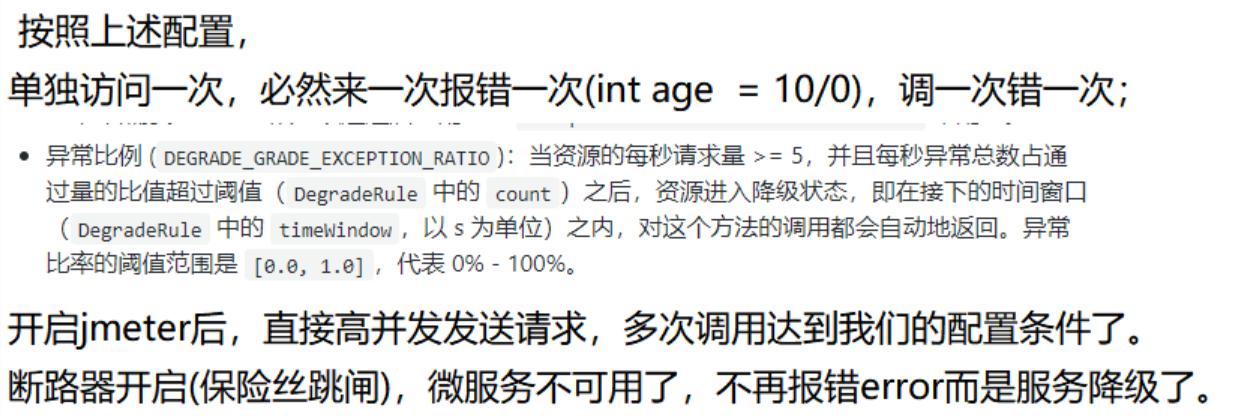 按照上述配置，
单独访问一次，必然来一次报错一次(int age = 10/0)，调一次错一次；
• 异常比例 (DEGRADE_GRADE_EXCEPTION_RATIO)：当资源的每秒请求量 >= 5，并且每秒异常总数占通
过量的比值超过阈值（DegradeRule 中的 count）之后，资源进入降级状态，即在接下的时间窗口
（DegradeRule 中的 timeWindow，以 s 为单位）之内，对这个方法的调用都会自动地返回。异常
比率的阈值范围是 [0.0, 1.0]，代表 0% - 100%。
开启jmeter后，直接高并发发送请求，多次调用达到我们的配置条件了。
断路器开启(保险丝跳闸)，微服务不可用了，不再报错error而是服务降级了。